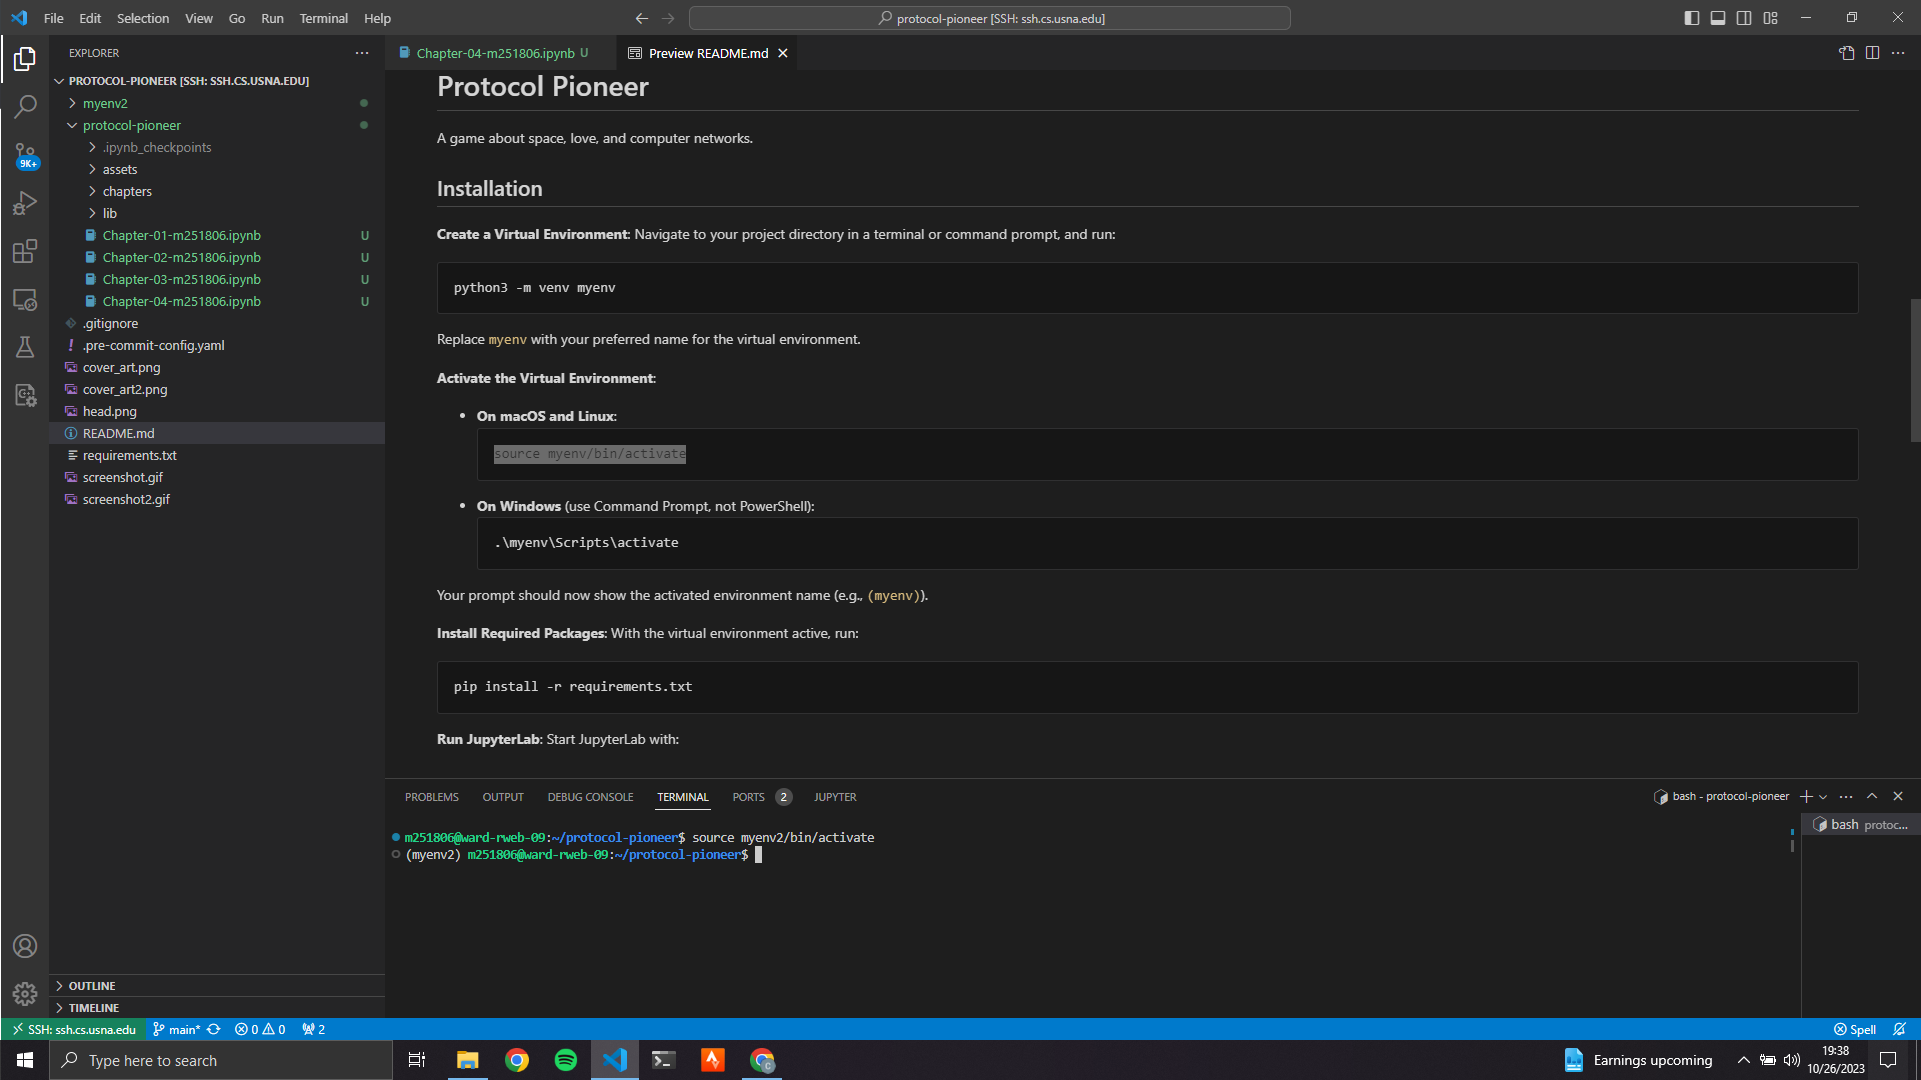 File Edit Selection View Go Run Terminal Help
protocol-pioneer [SSH: ssh.cs.usna.edu]
EXPLORER
PROTOCOL-PIONEER [SSH: SSH.CS.USNA.EDU]
myenv2
protocol-pioneer
.ipynb_checkpoints
assets
chapters
lib
Chapter-01-m251806.ipynb U
Chapter-02-m251806.ipynb U
Chapter-03-m251806.ipynb U
Chapter-04-m251806.ipynb U
.gitignore
.pre-commit-config.yaml
cover_art.png
cover_art2.png
head.png
README.md
requirements.txt
screenshot.gif
screenshot2.gif
9K+
OUTLINE
TIMELINE
Chapter-04-m251806.ipynb U
Preview README.md
Protocol Pioneer
A game about space, love, and computer networks.
Installation
Create a Virtual Environment: Navigate to your project directory in a terminal or command prompt, and run:
python3 -m venv myenv
Replace myenv with your preferred name for the virtual environment.
Activate the Virtual Environment:
• On macOS and Linux:
source myenv/bin/activate
• On Windows (use Command Prompt, not PowerShell):
.\myenv\Scripts\activate
Your prompt should now show the activated environment name (e.g., (myenv)).
Install Required Packages: With the virtual environment active, run:
pip install -r requirements.txt
Run JupyterLab: Start JupyterLab with:
PROBLEMS OUTPUT DEBUG CONSOLE TERMINAL PORTS 2 JUPYTER
bash - protocol-pioneer
m251806@ward-rweb-09:~/protocol-pioneer$ source myenv2/bin/activate
(myenv2) m251806@ward-rweb-09:~/protocol-pioneer$
bash protoc...
SSH: ssh.cs.usna.edu main* 0 0 2
Spell
Type here to search
Earnings upcoming
19:38
10/26/2023